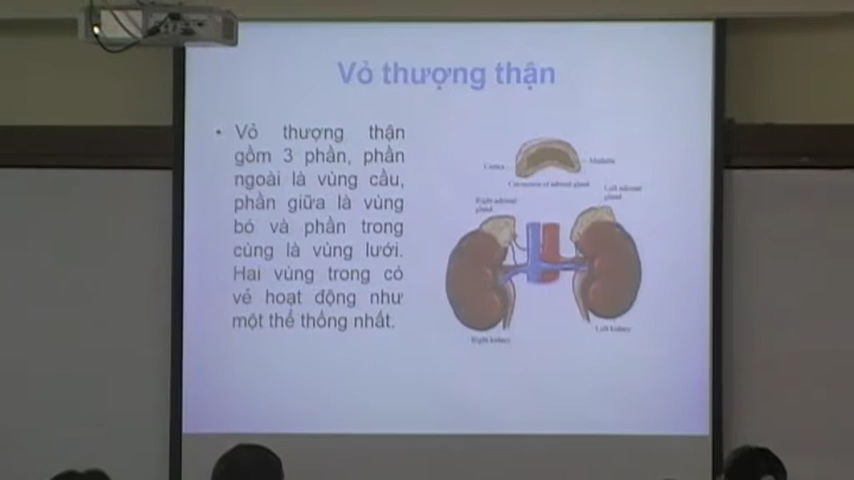 Vỏ thượng thận
• Vỏ thượng thận
gồm 3 phần, phần
ngoài là vùng cầu,
phần giữa là vùng
bó và phần trong
cùng là vùng lưới.
Hai vùng trong có
vẻ hoạt động như
một thể thống nhất.
Cortex
Medulla
Right adrenal
gland
Left adrenal
gland
Right kidney
Left kidney